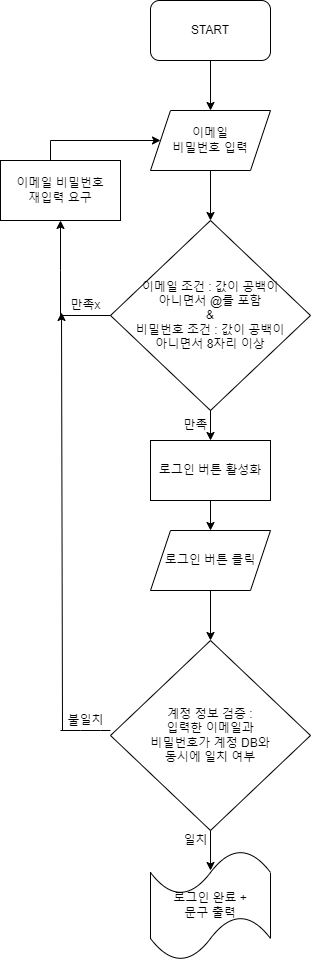 START
이메일
비밀번호 입력
이메일 비밀번호
재입력 요구
이메일 조건 : 값이 공백이
아니면서 @를 포함
&
비밀번호 조건 : 값이 공백이
아니면서 8자리 이상
만족x
만족
로그인 버튼 활성화
로그인 버튼 클릭
계정 정보 검증 :
입력한 이메일과
비밀번호가 계정 DB와
동시에 일치 여부
불일치
일치
로그인 완료 +
문구 출력